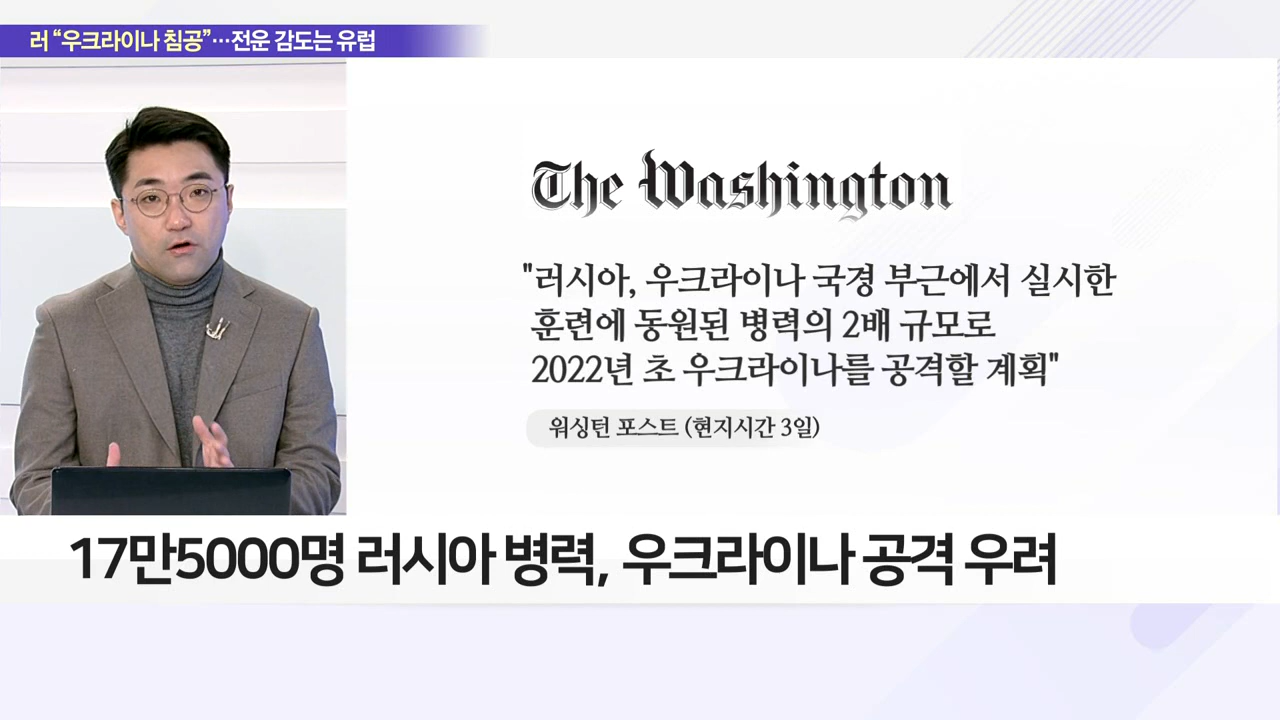 러 “우크라이나 침공”…전운 감도는 유럽
The Washington
"러시아, 우크라이나 국경 부근에서 실시한
훈련에 동원된 병력의 2배 규모로
2022년 초 우크라이나를 공격할 계획"
워싱턴 포스트 (현지시간 3일)
17만5000명 러시아 병력, 우크라이나 공격 우려